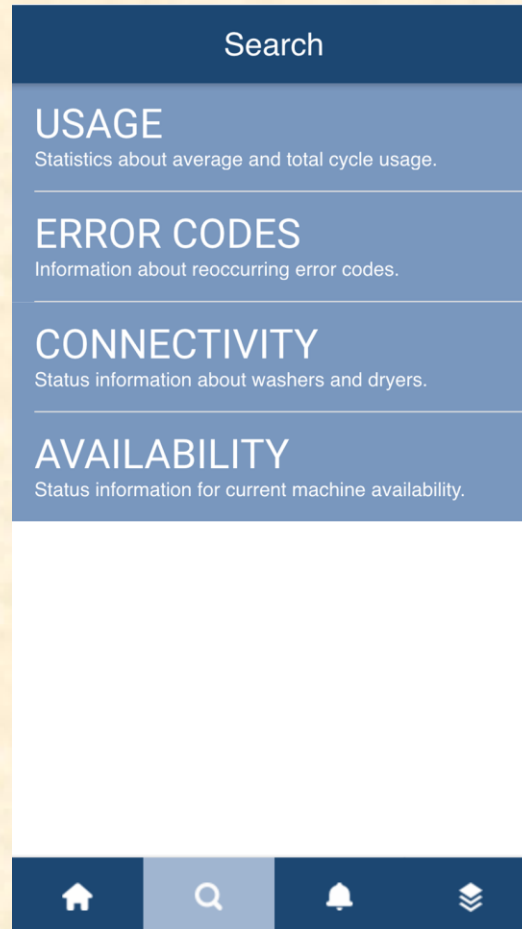 Search
USAGE
Statistics about average and total cycle usage.
ERROR CODES
Information about reoccurring error codes.
CONNECTIVITY
Status information about washers and dryers.
AVAILABILITY
Status information for current machine availability.